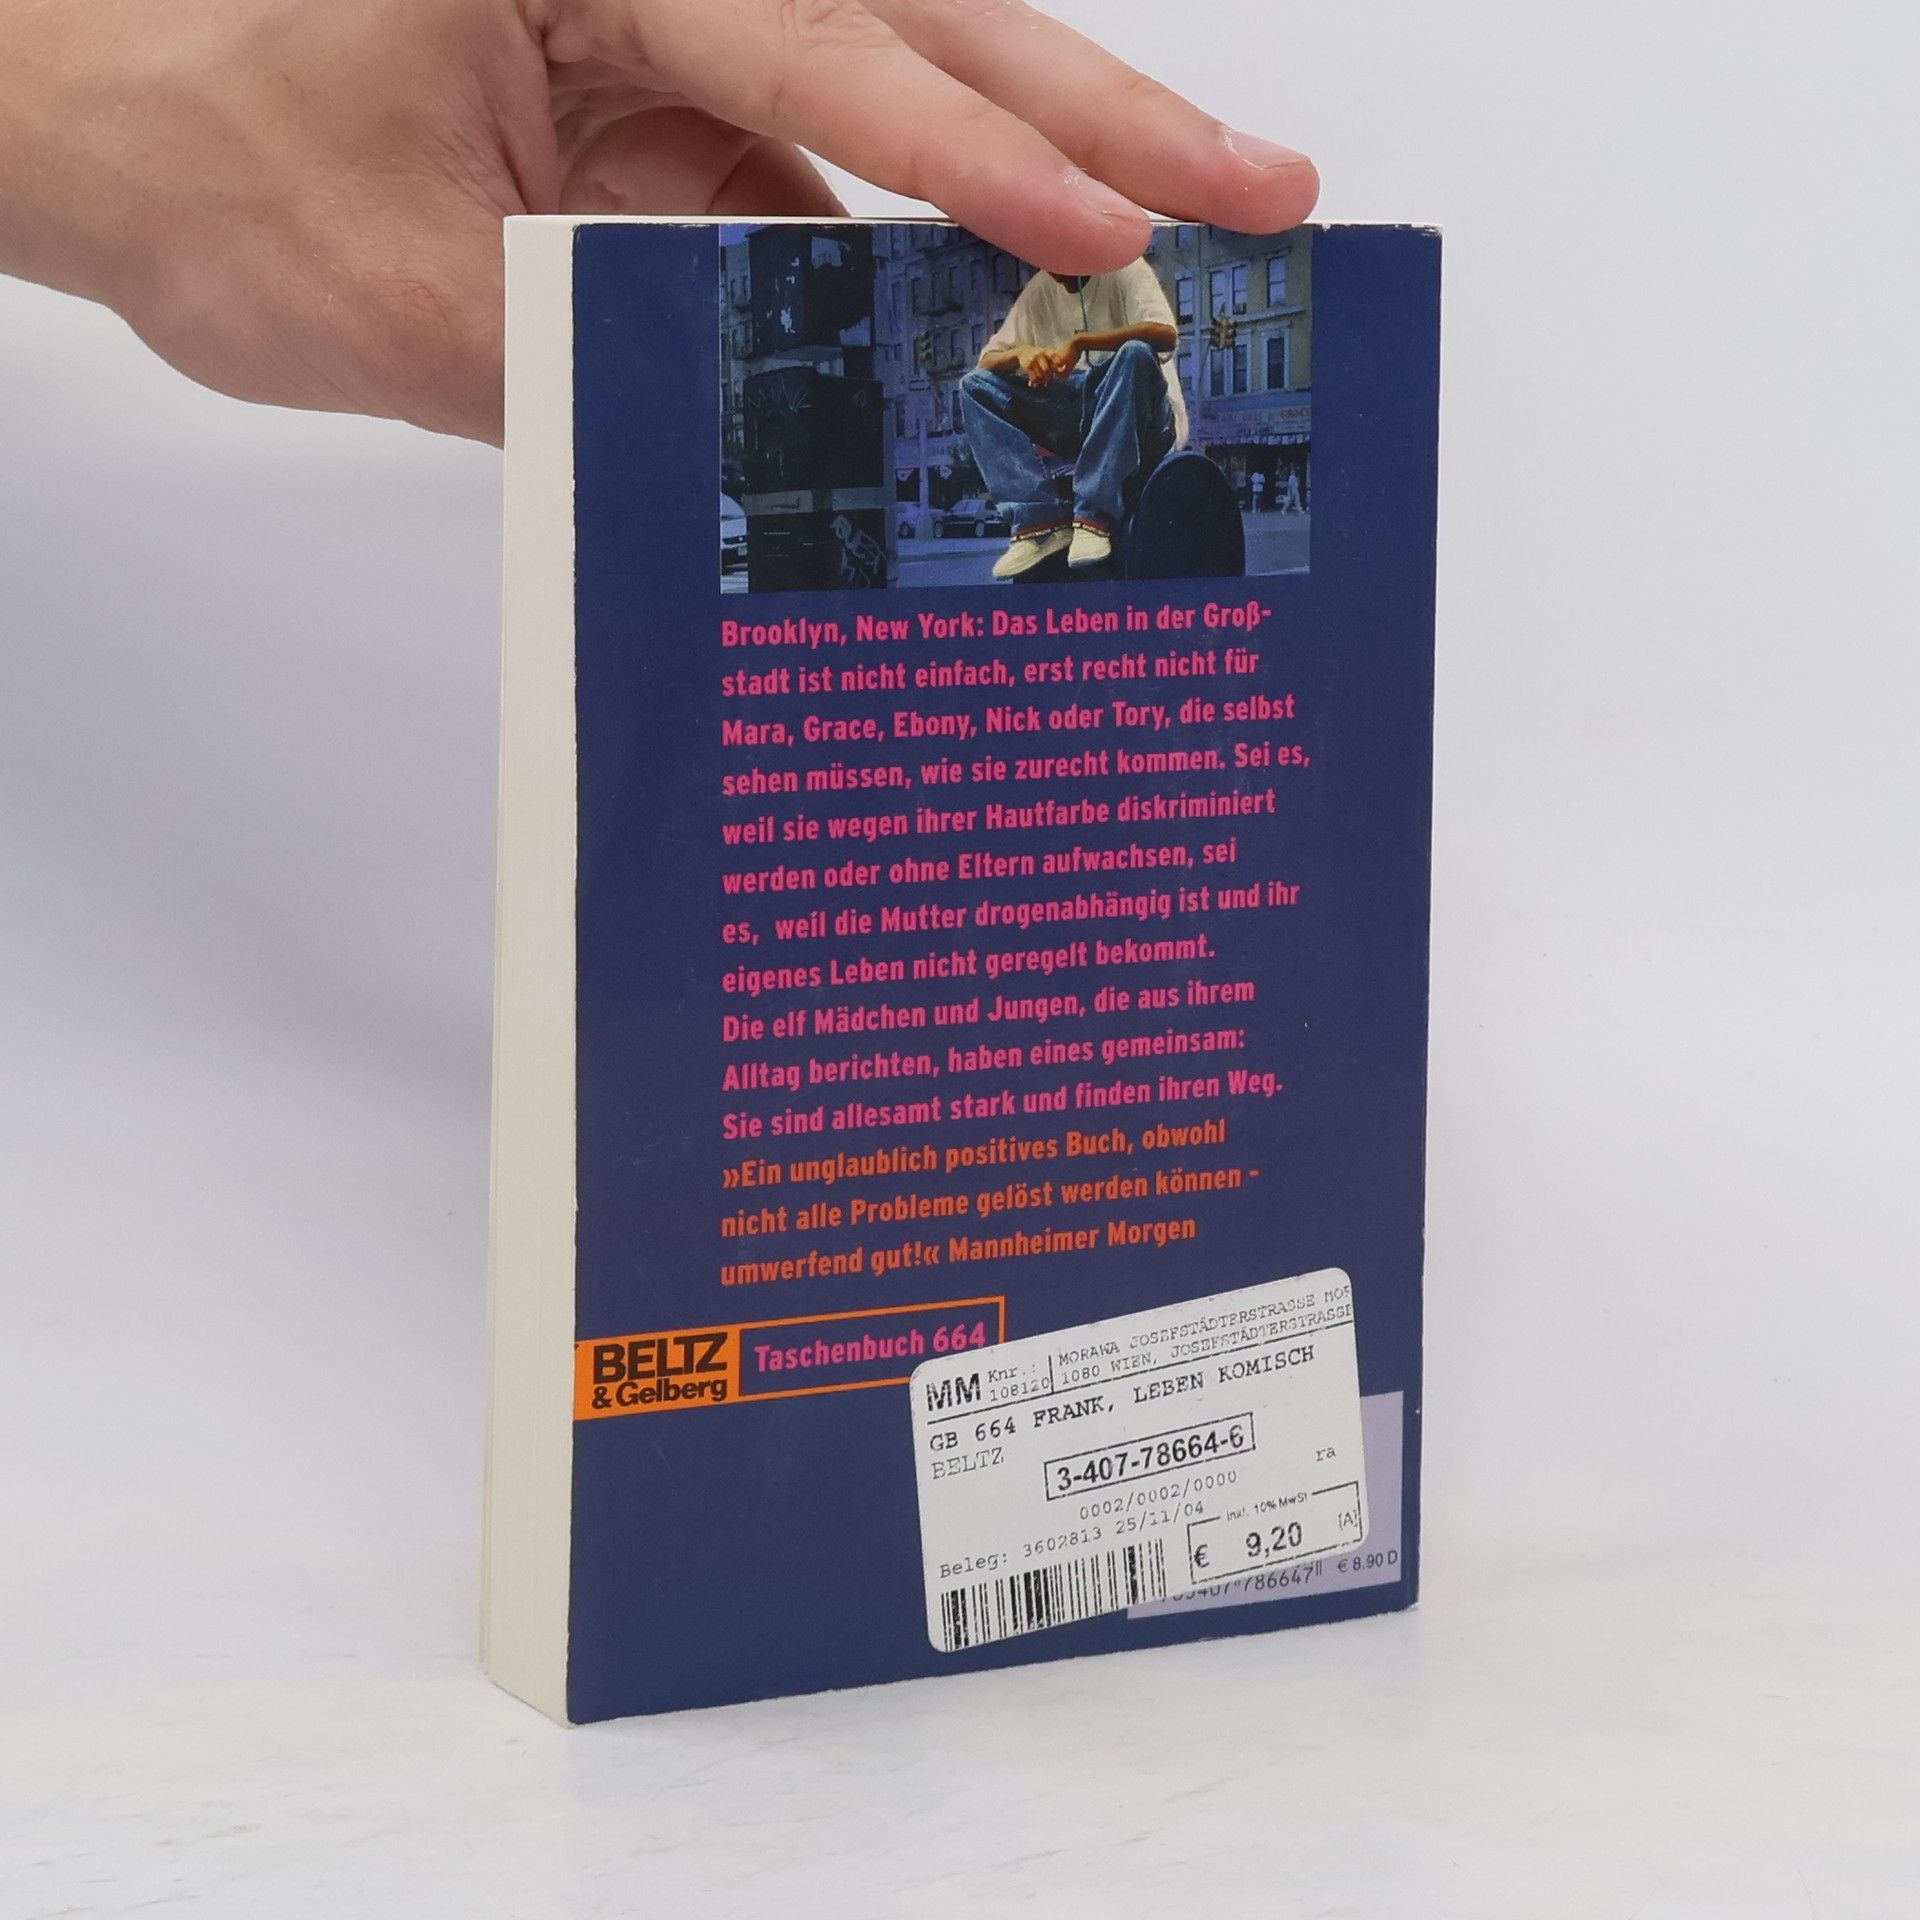 Brooklyn, New York: Das Leben in der Groß-
stadt ist nicht einfach, erst recht nicht für
Mara, Grace, Ebony, Nick oder Tory, die selbst
sehen müssen, wie sie zurecht kommen. Sei es,
weil sie wegen ihrer Hautfarbe diskriminiert
werden oder ohne Eltern aufwachsen, sei
es, weil die Mutter drogenabhängig ist und ihr
eigenes Leben nicht geregelt bekommt.
Die elf Mädchen und Jungen, die aus ihrem
Alltag berichten, haben eines gemeinsam:
Sie sind allesamt stark und finden ihren Weg.
»Ein unglaublich positives Buch, obwohl
nicht alle Probleme gelöst werden können -
umwerfend gut!« Mannheimer Morgen
BELTZ
& Gelberg
Taschenbuch 664
MM
Knr.:
108120
MORAWA JOSEFSTÄDTERSTRASSE MOR
1080 WIEN, JOSEFSTÄDTERSTRASSE
GB 664 FRANK, LEBEN KOMISCH
BELTZ
3-407-78664-6
ra
0002/0002/0000
Beleg: 3602813 25/11/04
inkl. 10% MwSt
€ 9,20 [A]
786647
€ 8.90 D